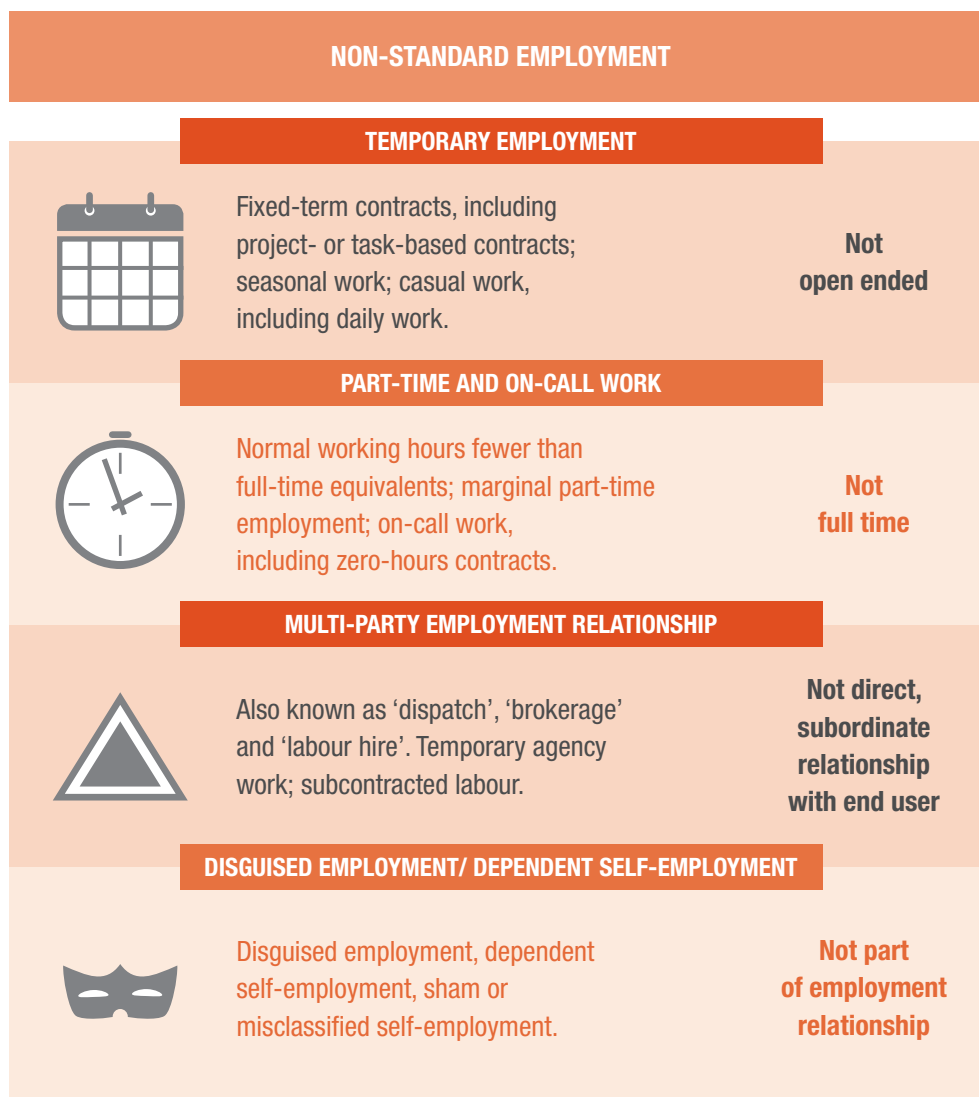 NON-STANDARD EMPLOYMENT
TEMPORARY EMPLOYMENT
Fixed-term contracts, including
project- or task-based contracts;
seasonal work; casual work,
including daily work.
Not
open ended
PART-TIME AND ON-CALL WORK
Normal working hours fewer than
full-time equivalents; marginal part-time
employment; on-call work,
including zero-hours contracts.
Not
full time
MULTI-PARTY EMPLOYMENT RELATIONSHIP
Also known as ‘dispatch’, ‘brokerage’
and ‘labour hire’. Temporary agency
work; subcontracted labour.
Not direct,
subordinate
relationship
with end user
DISGUISED EMPLOYMENT/ DEPENDENT SELF-EMPLOYMENT
Disguised employment, dependent
self-employment, sham or
misclassified self-employment.
Not part
of employment
relationship